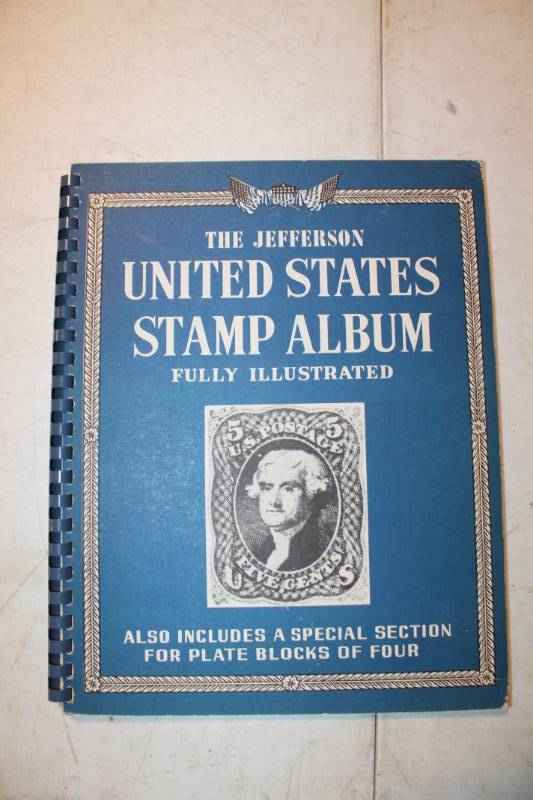 THE JEFFERSON
UNITED STATES
STAMP ALBUM
FULLY ILLUSTRATED
5 5
U.S. POSTAGE
FIVE CENTS
U S
ALSO INCLUDES A SPECIAL SECTION
FOR PLATE BLOCKS OF FOUR